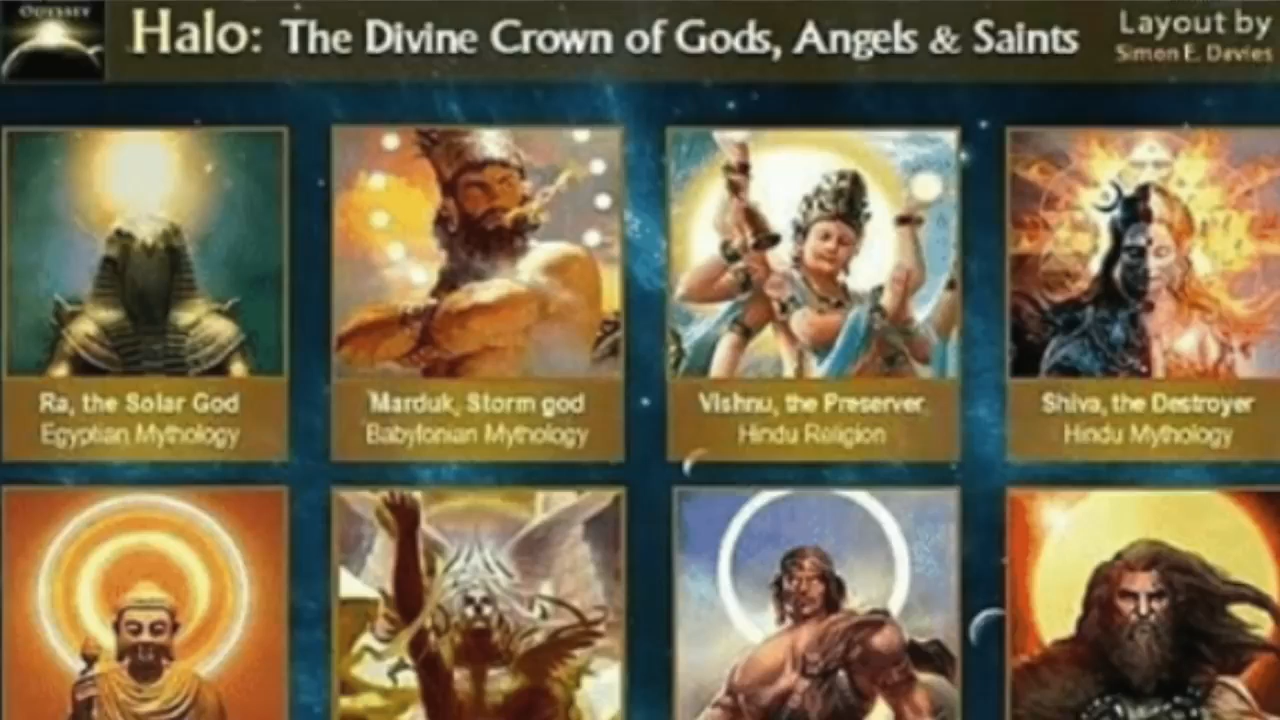 ODYSSEY
Halo: The Divine Crown of Gods, Angels & Saints
Layout by
Simon E. Davies
Ra, the Solar God
Egyptian Mythology
Marduk, Storm god
Babylonian Mythology
Vishnu, the Preserver
Hindu Religion
Shiva, the Destroyer
Hindu Mythology